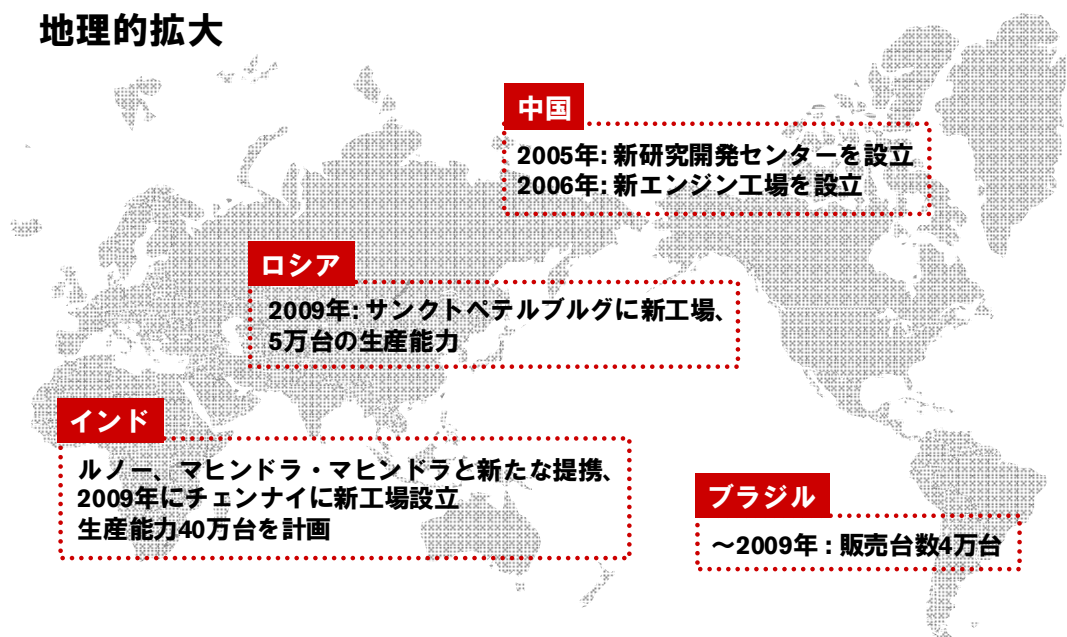 地理的拡大
中国
2005年: 新研究開発センターを設立
2006年: 新エンジン工場を設立
ロシア
2009年: サンクトペテルブルグに新工場、
5万台の生産能力
インド
ルノー、マヒンドラ・マヒンドラと新たな提携、
2009年にチェンナイに新工場設立
生産能力40万台を計画
ブラジル
～2009年 : 販売台数4万台